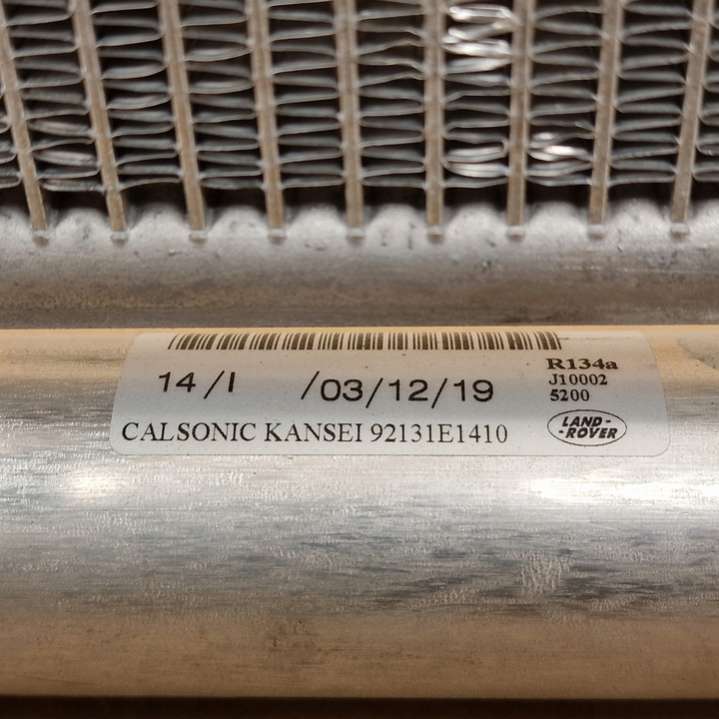 R134a
14/I /03/12/19
J10002
5200
CALSONIC KANSEI 92131E1410
LAND-
-ROVER